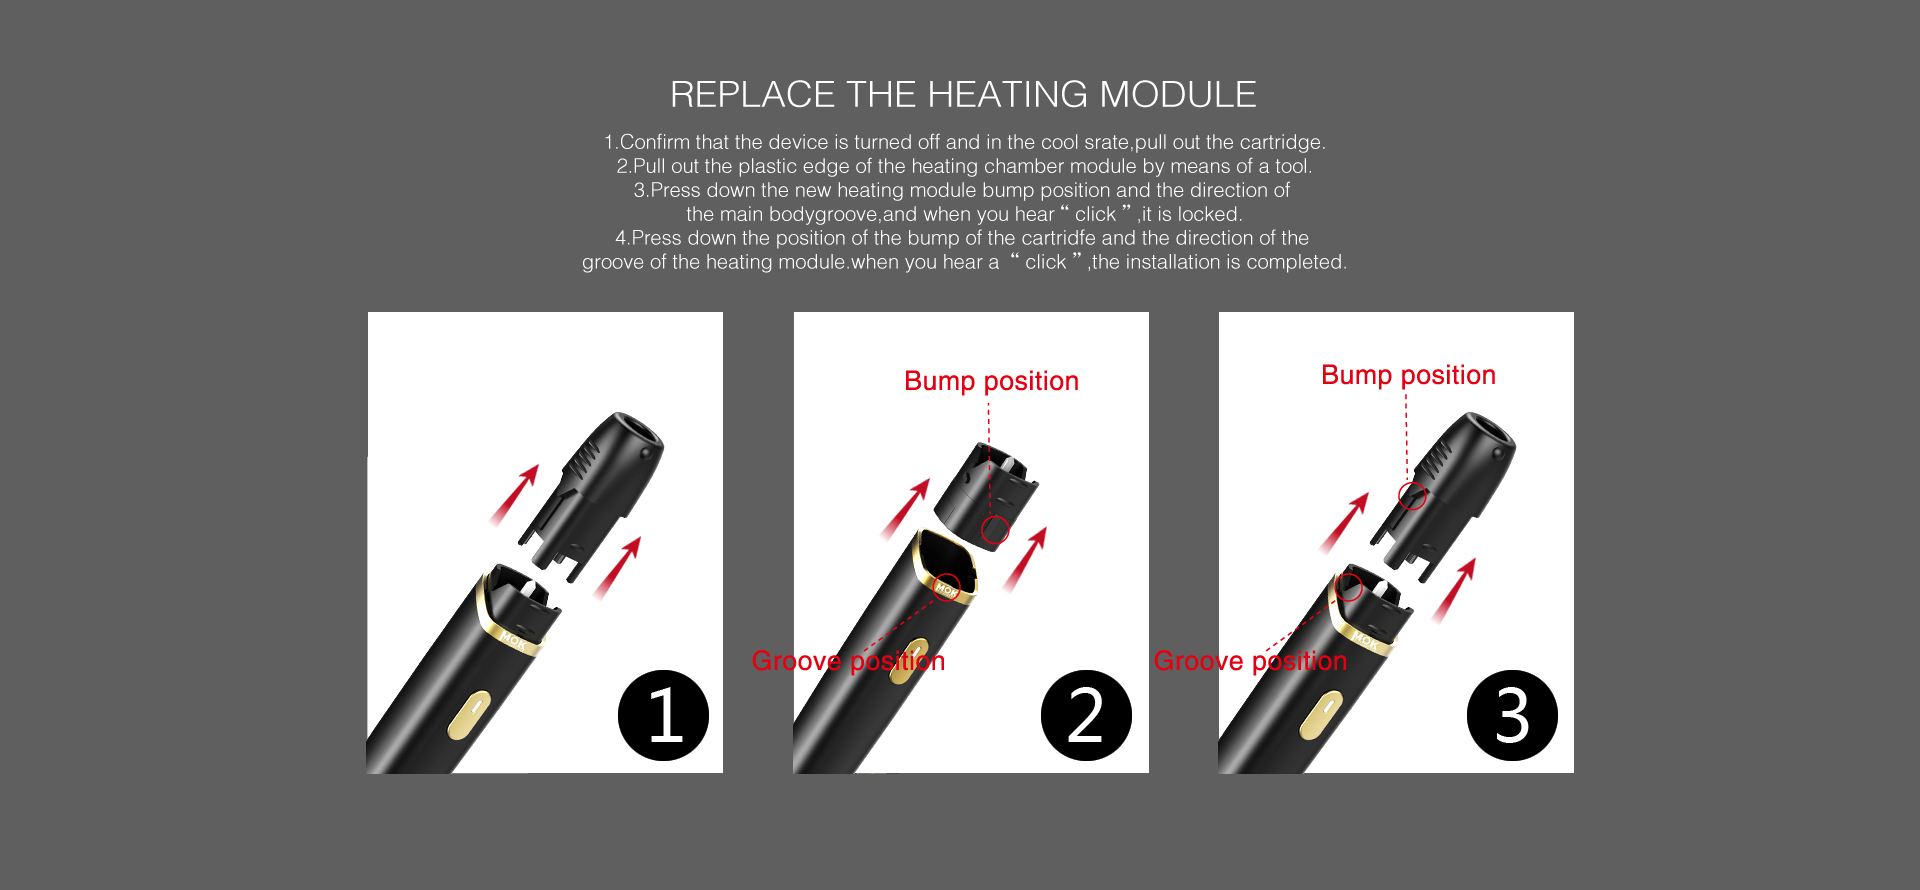 REPLACE THE HEATING MODULE
1.Confirm that the device is turned off and in the cool srate,pull out the cartridge.
2.Pull out the plastic edge of the heating chamber module by means of a tool.
3.Press down the new heating module bump position and the direction of
the main bodygroove,and when you hear “ click ” ,it is locked.
4.Press down the position of the bump of the cartridfe and the direction of the
groove of the heating module.when you hear a “ click ” ,the installation is completed.
MOK
1
Bump position
MOK
Groove position
2
Bump position
MOK
Groove position
3